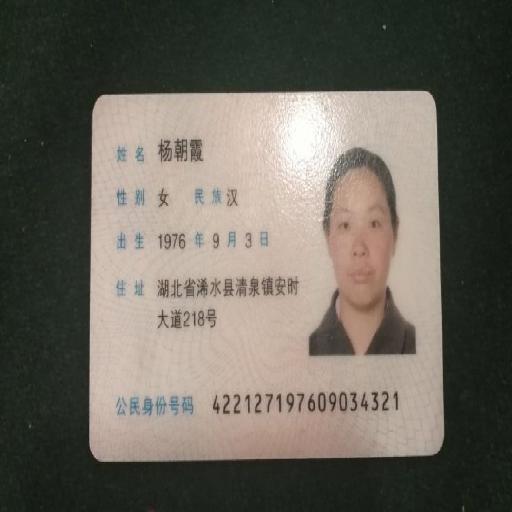 姓名 杨朝霞
性别 女 民族 汉
出生 1976 年 9 月 3 日
住址 湖北省浠水县清泉镇安时
大道218号
公民身份号码 422127197609034321